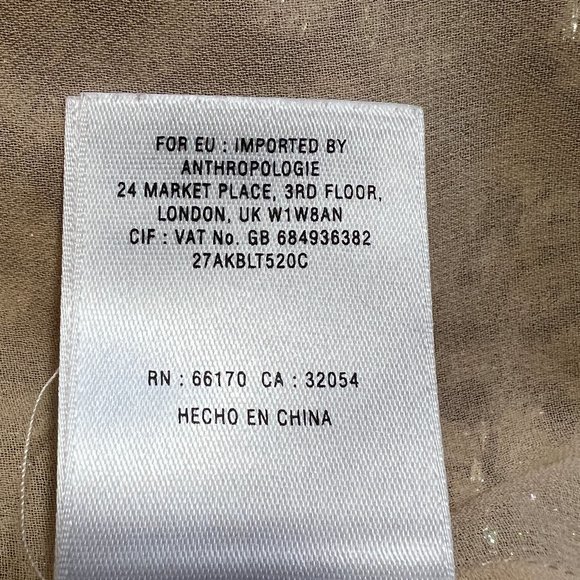 FOR EU : IMPORTED BY
ANTHROPOLOGIE
24 MARKET PLACE, 3RD FLOOR,
LONDON, UK W1W8AN
CIF : VAT No. GB 684936382
27AKBLT520C
RN : 66170 CA : 32054
HECHO EN CHINA